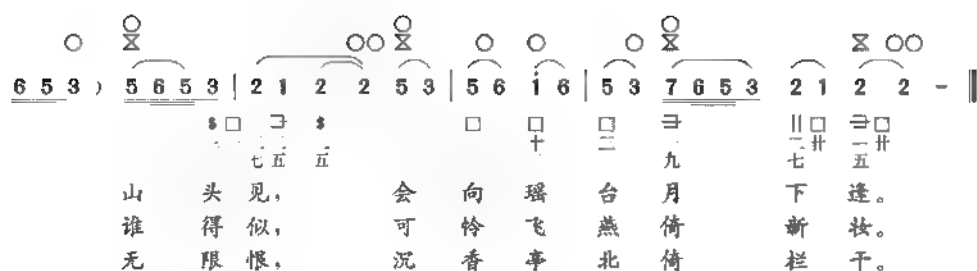 6 5 3 ) 5 6 5 3 | 2 1 2 2 5 3 | 5 6 i 6 | 5 3 7 6 5 3 2 1 2 2 - ‖
十 二
七 五 五 九 七 五
山 头 见， 会 向 瑶 台 月 下 逢。
谁 得 似， 可 怜 飞 燕 倚 新 妆。
无 限 恨， 沉 香 亭 北 倚 栏 干。